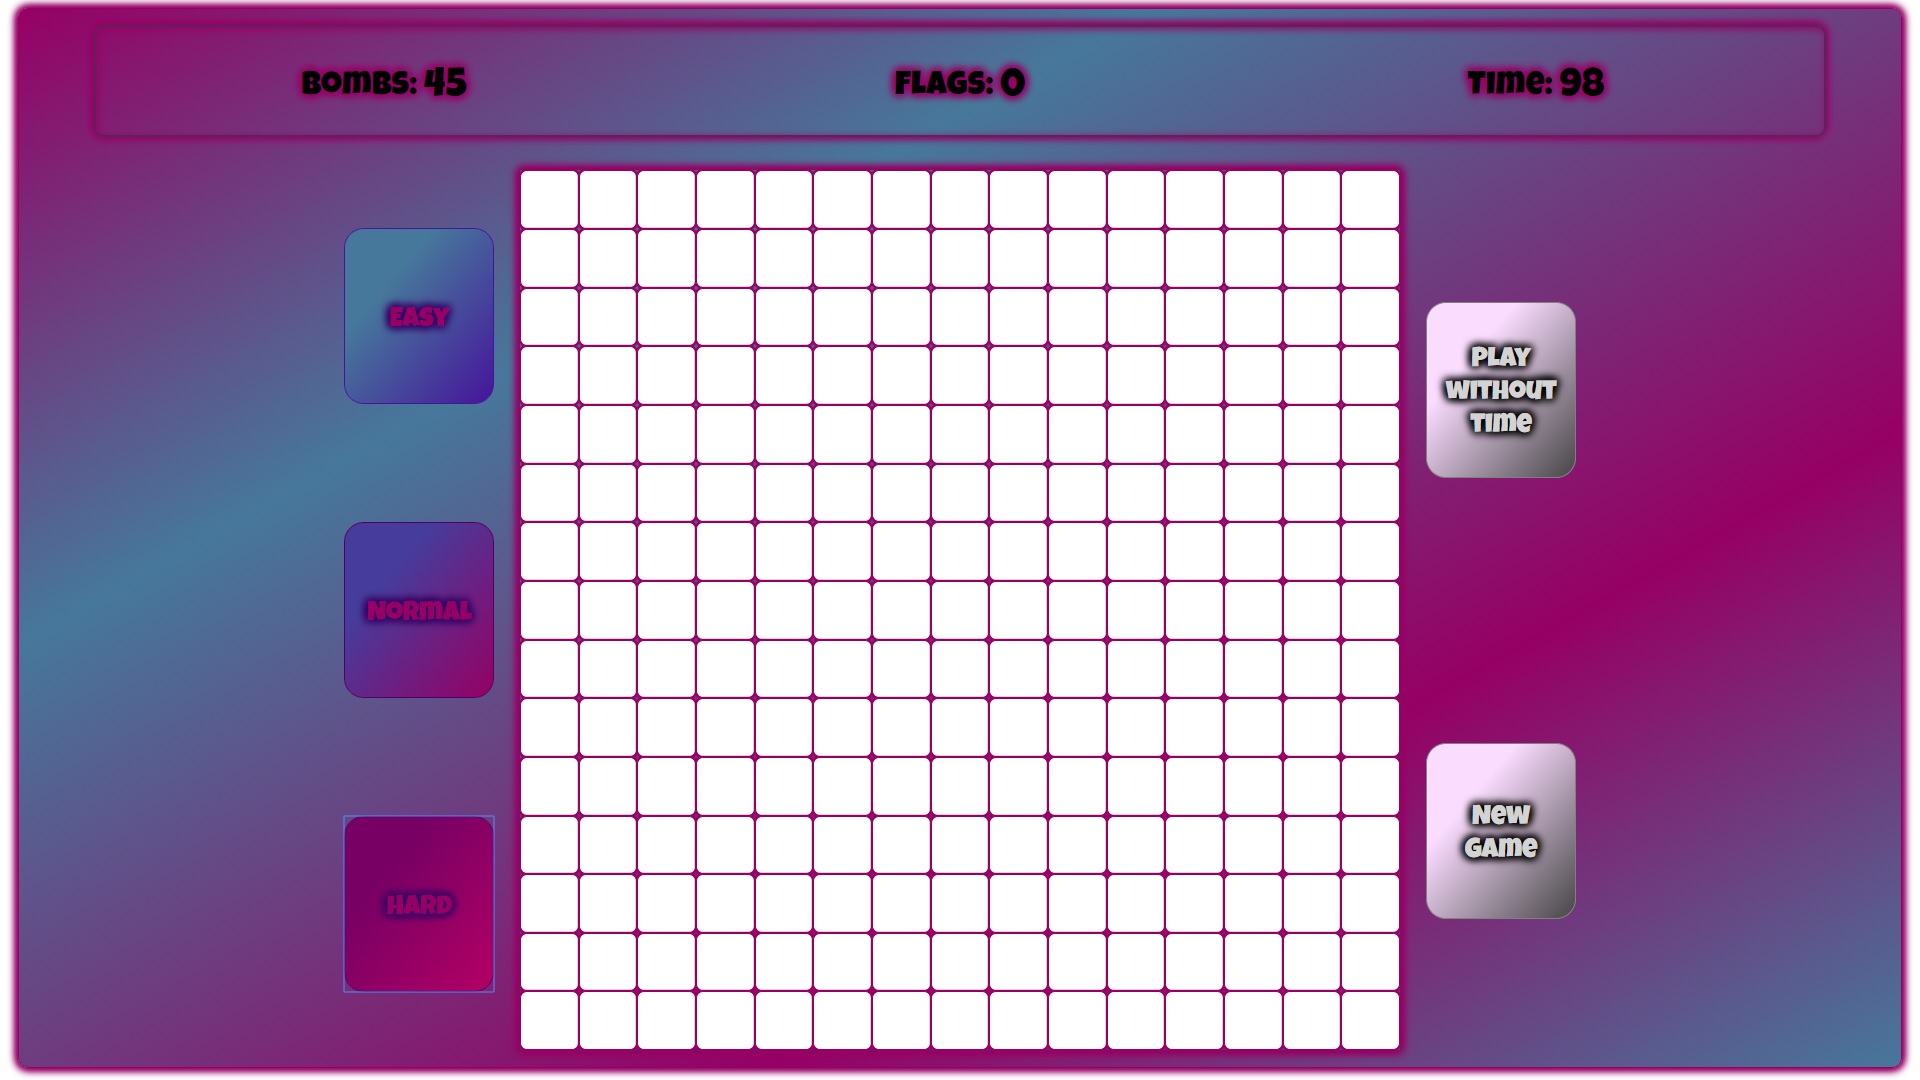 BOMBS: 45
FLAGS: 0
TIME: 98
EASY
PLAY
WITHOUT
TIME
NORMAL
NEW
GAME
HARD